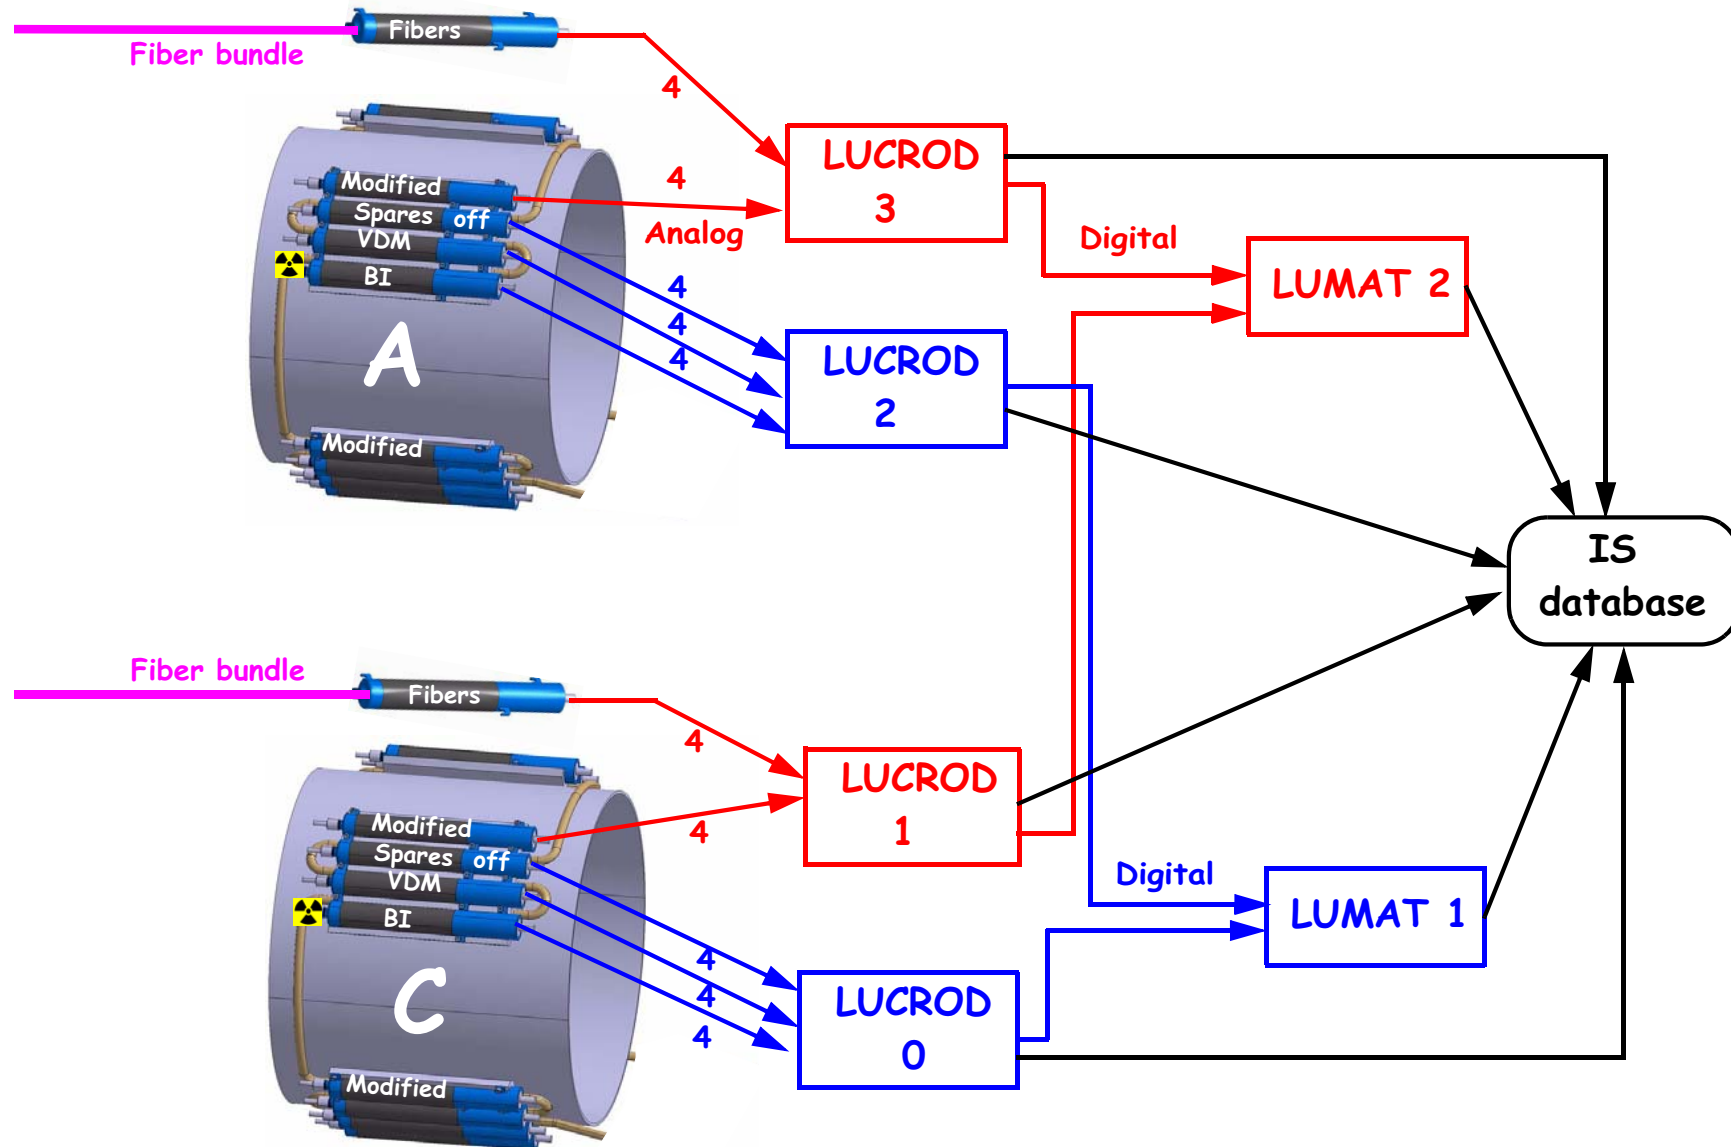 Fibers
Fiber bundle
4
LUCROD
3
Modified
4
Spares off
Analog
VDM
Digital
BI
LUMAT 2
4
4
4
A
LUCROD
2
Modified
IS
database
Fiber bundle
Fibers
4
LUCROD
1
Modified
4
Spares off
VDM
Digital
BI
LUMAT 1
4
4
4
C
LUCROD
0
Modified